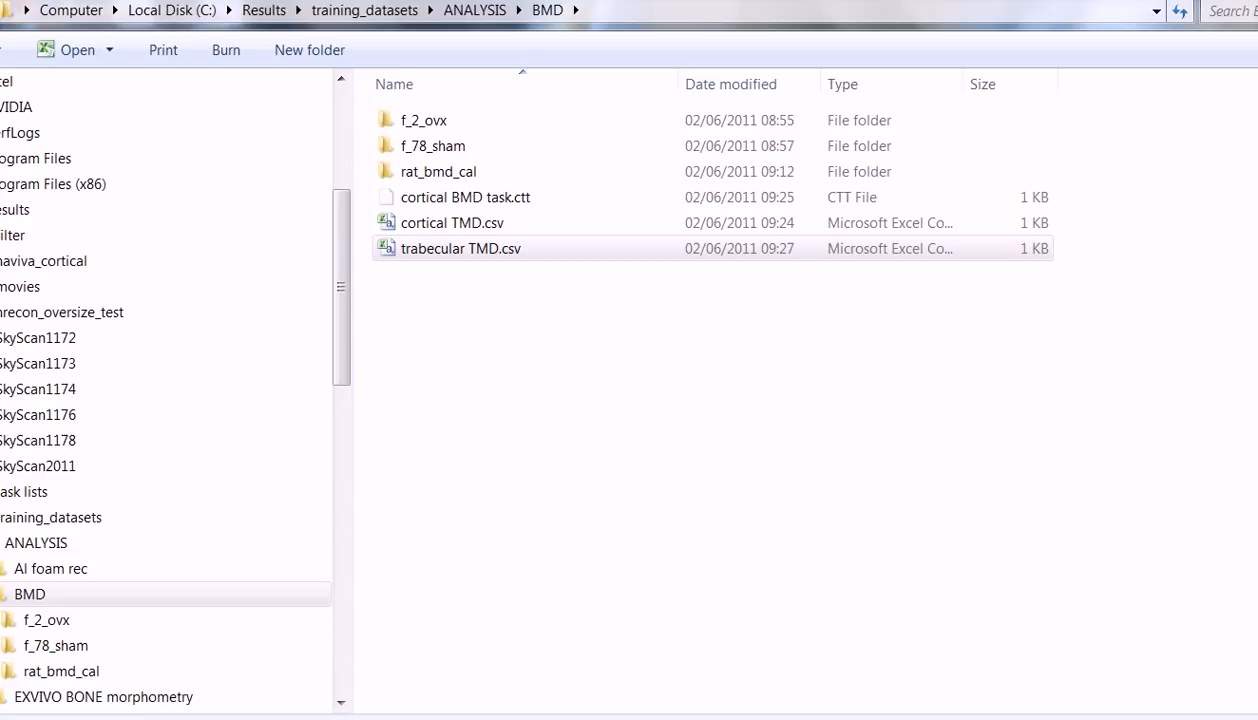 Computer Local Disk (C:) Results training_datasets ANALYSIS BMD Search
Open Print Burn New folder
Name Date modified Type Size
tel
VIDIA
erfLogs
ogram Files
ogram Files (x86)
esults
ilter
naviva_cortical
movies
nrecon_oversize_test
SkyScan1172
SkyScan1173
SkyScan1174
SkyScan1176
SkyScan1178
SkyScan2011
ask lists
raining_datasets
ANALYSIS
Al foam rec
BMD
f_2_ovx
f_78_sham
rat_bmd_cal
EXVIVO BONE morphometry
f_2_ovx 02/06/2011 08:55 File folder
f_78_sham 02/06/2011 08:57 File folder
rat_bmd_cal 02/06/2011 09:12 File folder
cortical BMD task.ctt 02/06/2011 09:25 CTT File 1 KB
cortical TMD.csv 02/06/2011 09:24 Microsoft Excel Co... 1 KB
trabecular TMD.csv 02/06/2011 09:27 Microsoft Excel Co... 1 KB